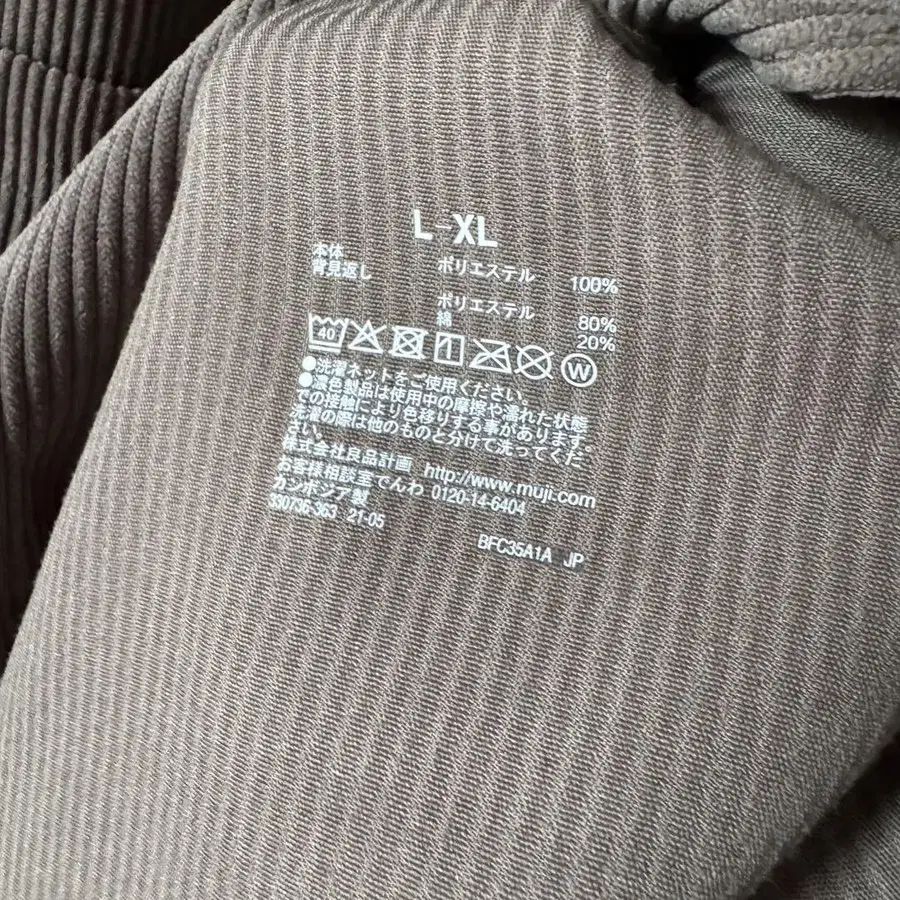 L-XL
本体 ポリエステル 100%
背見返し
ポリエステル 80%
綿 20%
40 W
●洗濯ネットをご使用ください。
●濃色製品は使用中の摩擦や濡れた状態
での接触により色移りする事があります。
洗濯の際は他のものと分けて洗ってくだ
さい。
株式会社良品計画 http://www.muji.com
お客様相談室でんわ 0120-14-6404
カンボジア製
330736-363 21-05
BFC35A1A JP